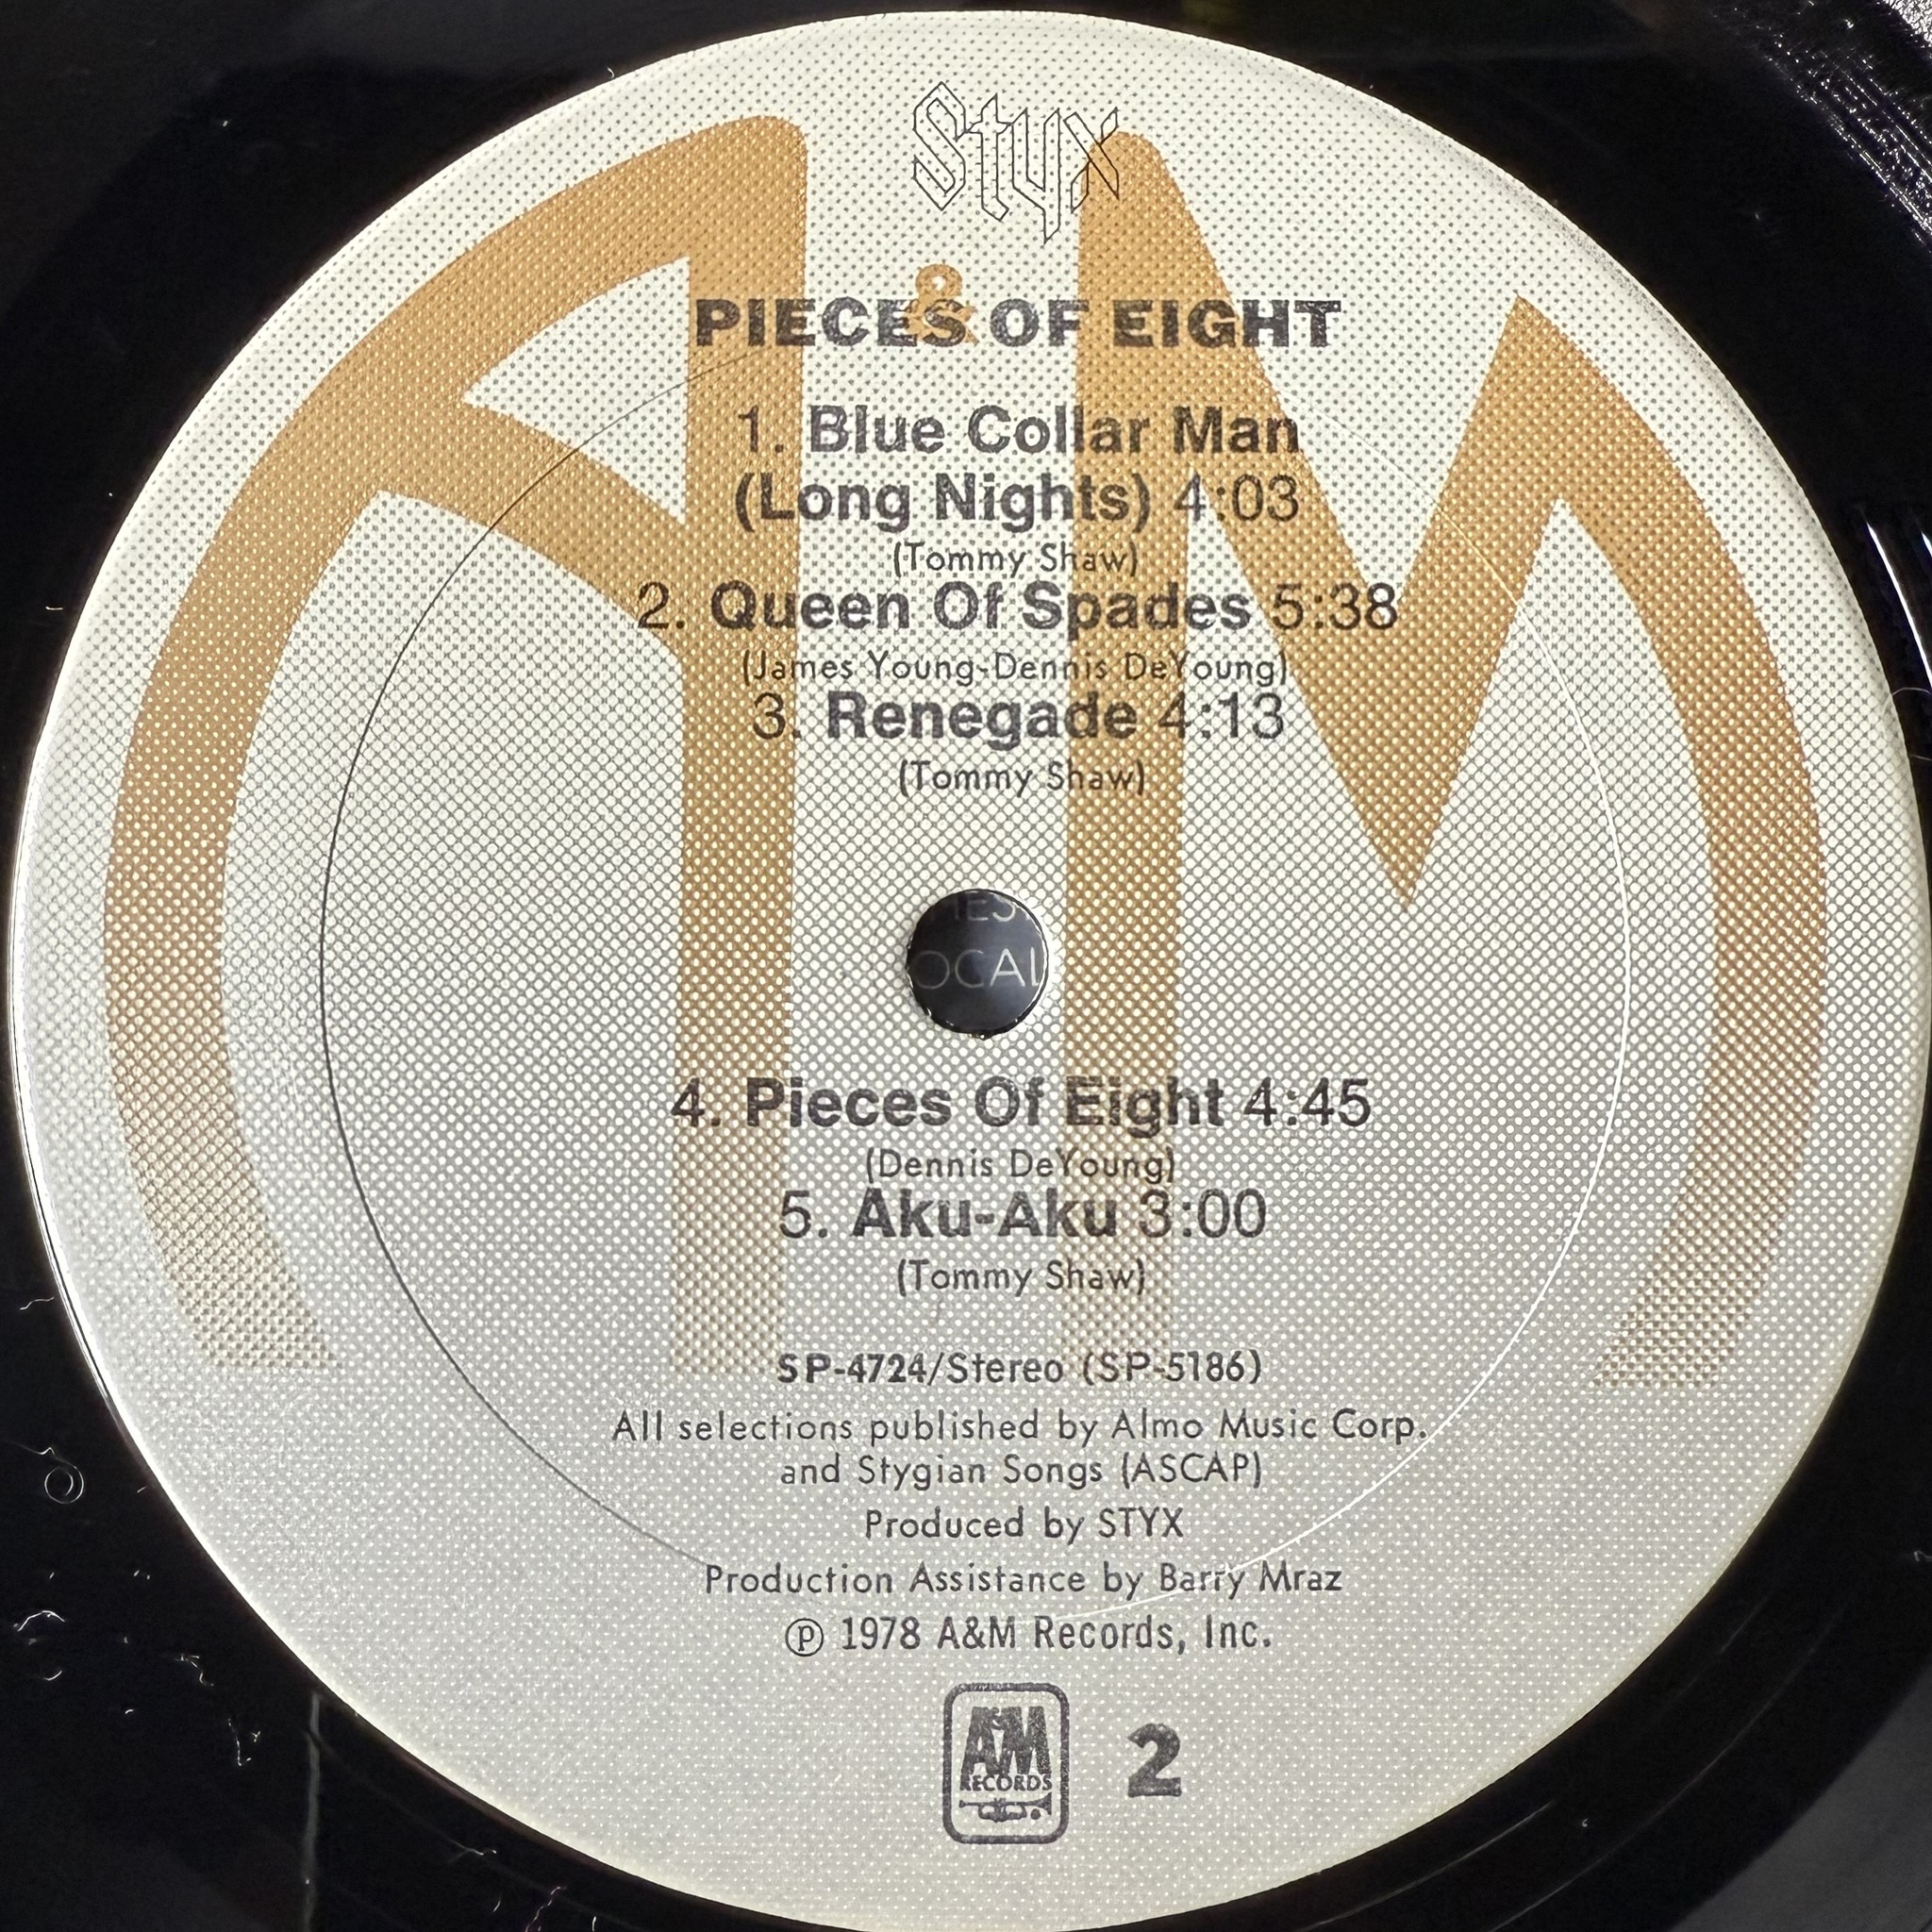 Styx
A&M
PIECES OF EIGHT
1. Blue Collar Man
(Long Nights) 4:03
(Tommy Shaw)
2. Queen Of Spades 5:38
(James Young-Dennis DeYoung)
3. Renegade 4:13
(Tommy Shaw)
OCAL
4. Pieces Of Eight 4:45
(Dennis DeYoung)
5. Aku-Aku 3:00
(Tommy Shaw)
SP-4724/Stereo (SP-5186)
All selections published by Almo Music Corp.
and Stygian Songs (ASCAP)
Produced by STYX
Production Assistance by Barry Mraz
℗ 1978 A&M Records, Inc.
A&M
RECORDS
2